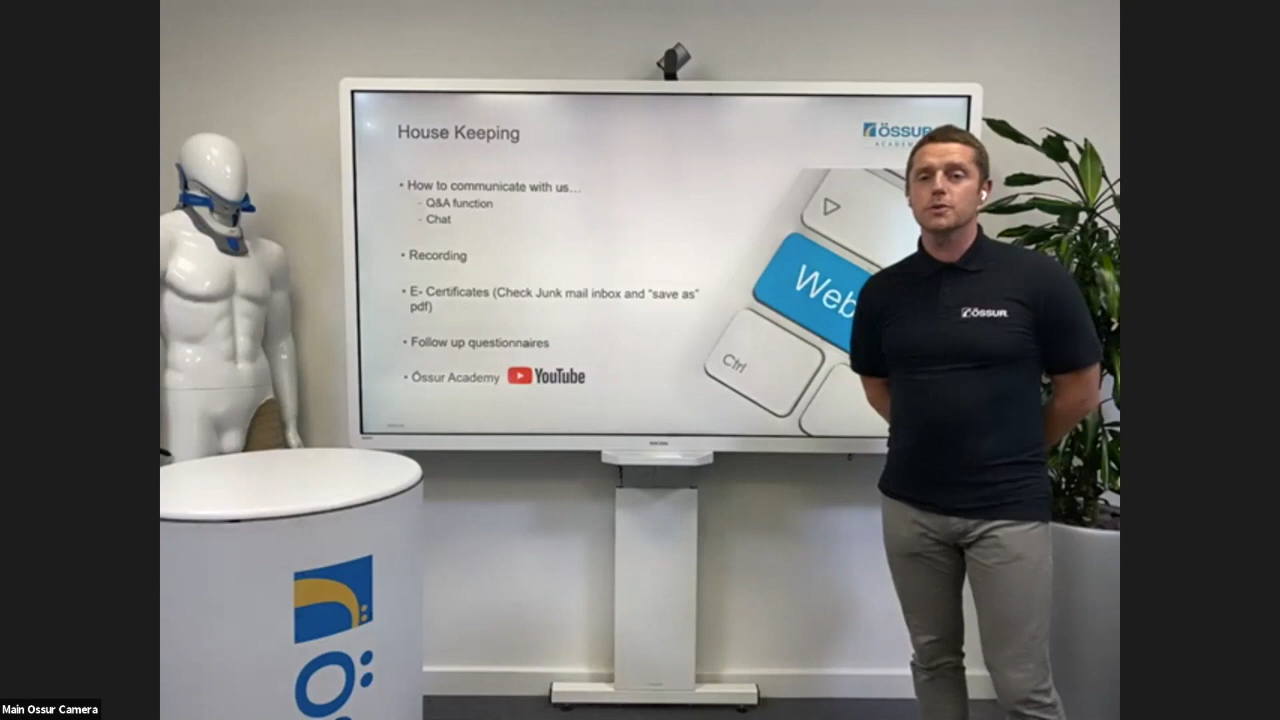 House Keeping
ÖSSUR
• How to communicate with us...
- Q&A function
- Chat
• Recording
• E- Certificates (Check Junk mail inbox and "save as"
pdf)
• Follow up questionnaires
• Össur Academy YouTube
Web
Ctrl
ÖSSUR
Ö
Main Ossur Camera